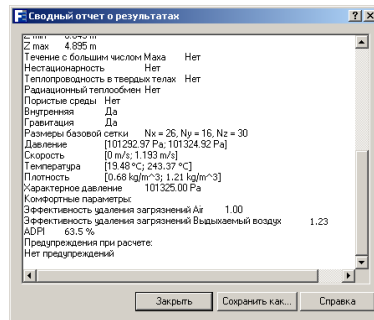 Сводный отчет о результатах
Z max 4.895 m
Течение с большим числом Маха Нет
Нестационарность Нет
Теплопроводность в твердых телах Нет
Радиационный теплообмен Нет
Пористые среды Нет
Внутренняя Да
Гравитация Да
Размеры базовой сетки Nx = 26, Ny = 16, Nz = 30
Давление [101292.97 Pa; 101324.92 Pa]
Скорость [0 m/s; 1.193 m/s]
Температура [19.48 °C; 243.37 °C]
Плотность [0.68 kg/m^3; 1.21 kg/m^3]
Характерное давление 101325.00 Pa
Комфортные параметры:
Эффективность удаления загрязнений Air 1.00
Эффективность удаления загрязнений Выдыхаемый воздух 1.23
ADPI 63.5 %
Предупреждения при расчете:
Нет предупреждений
Закрыть Сохранить как... Справка